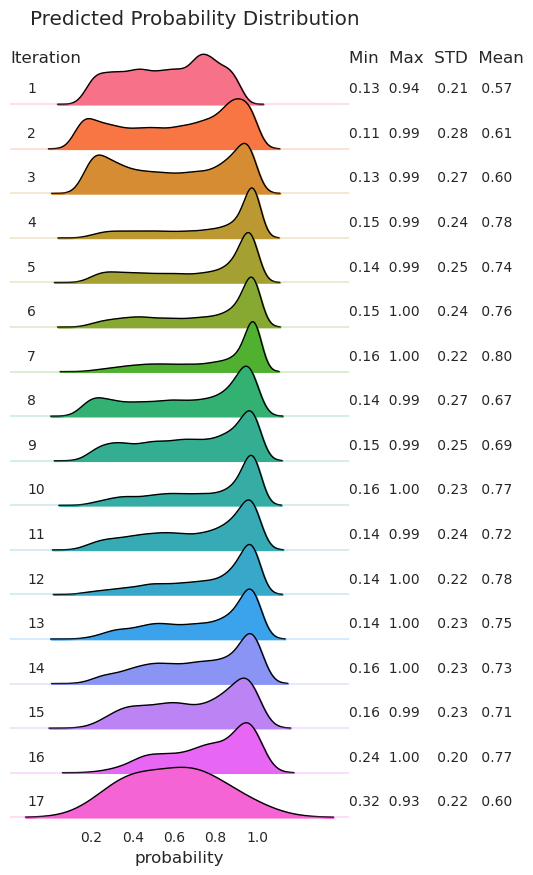 Predicted Probability Distribution
Iteration Min Max STD Mean
1 0.13 0.94 0.21 0.57
2 0.11 0.99 0.28 0.61
3 0.13 0.99 0.27 0.60
4 0.15 0.99 0.24 0.78
5 0.14 0.99 0.25 0.74
6 0.15 1.00 0.24 0.76
7 0.16 1.00 0.22 0.80
8 0.14 0.99 0.27 0.67
9 0.15 0.99 0.25 0.69
10 0.16 1.00 0.23 0.77
11 0.14 0.99 0.24 0.72
12 0.14 1.00 0.22 0.78
13 0.14 1.00 0.23 0.75
14 0.16 1.00 0.23 0.73
15 0.16 0.99 0.23 0.71
16 0.24 1.00 0.20 0.77
17 0.32 0.93 0.22 0.60
0.2 0.4 0.6 0.8 1.0
probability